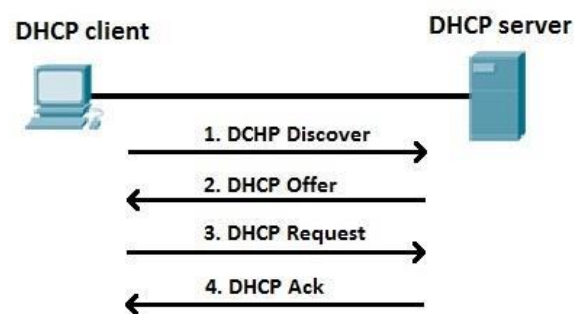 DHCP client
DHCP server
1. DCHP Discover
2. DHCP Offer
3. DHCP Request
4. DHCP Ack